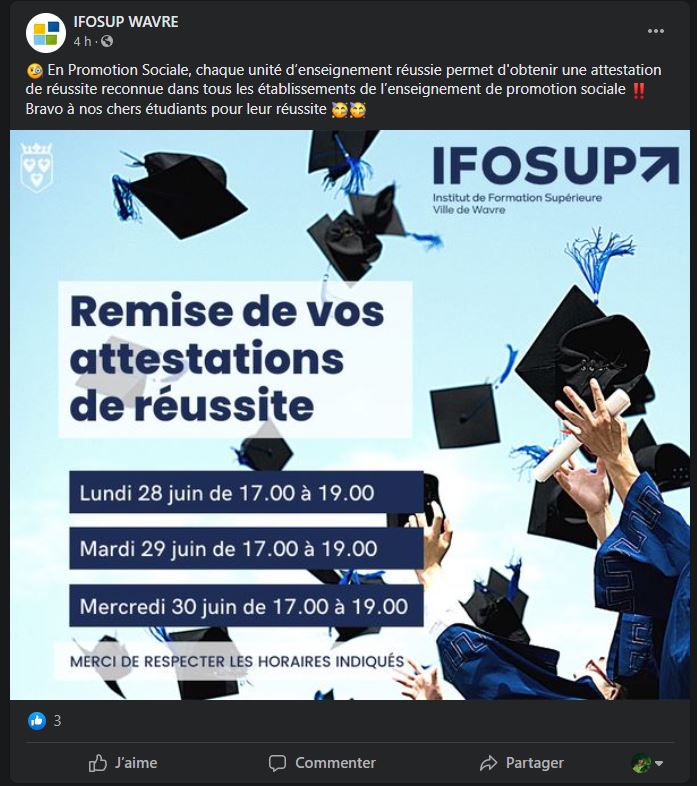 IFOSUP WAVRE
4 h ·
🧐 En Promotion Sociale, chaque unité d'enseignement réussie permet d'obtenir une attestation
de réussite reconnue dans tous les établissements de l'enseignement de promotion sociale ‼️
Bravo à nos chers étudiants pour leur réussite 🥳🥳
IFOSUP
Institut de Formation Supérieure
Ville de Wavre
Remise de vos
attestations
de réussite
Lundi 28 juin de 17.00 à 19.00
Mardi 29 juin de 17.00 à 19.00
Mercredi 30 juin de 17.00 à 19.00
MERCI DE RESPECTER LES HORAIRES INDIQUÉS
3
J'aime
Commenter
Partager